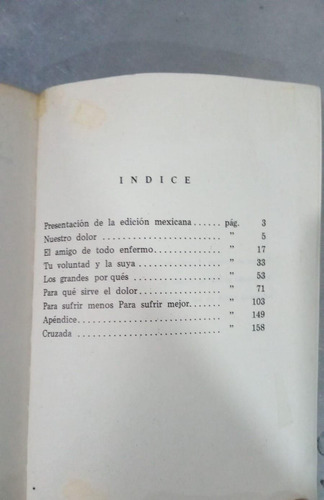 INDICE
Presentación de la edición mexicana...... pág. 3
Nuestro dolor ........................ " 5
El amigo de todo enfermo ............. " 17
Tu voluntad y la suya ................ " 33
Los grandes por qués ................. " 53
Para qué sirve el dolor............... " 71
Para sufrir menos Para sufrir mejor... " 103
Apéndice.............................. " 149
Cruzada .............................. " 158